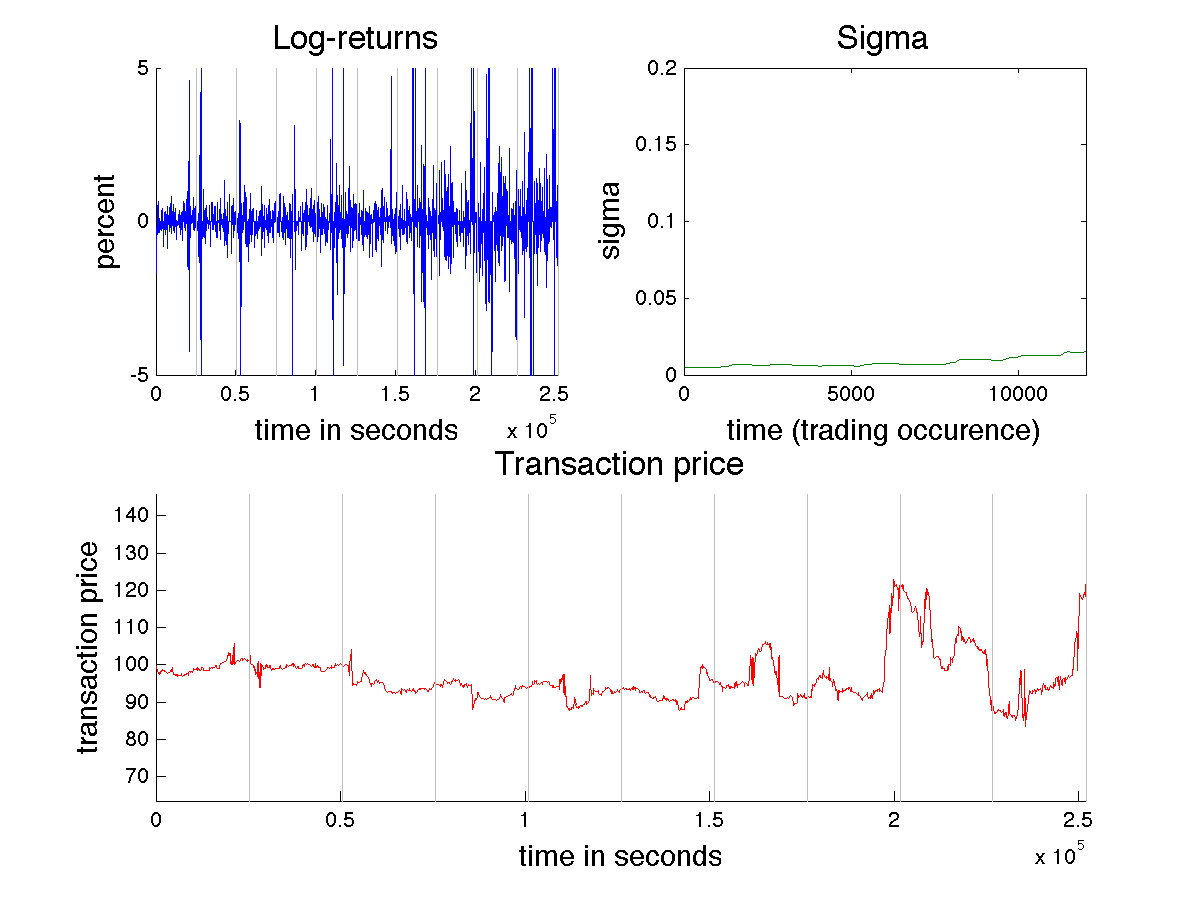 Log-returns
5
0
-5
percent
0
0.5
1
1.5
2
2.5
x 10^5
time in seconds
Sigma
0.2
0.15
0.1
0.05
0
sigma
0
5000
10000
time (trading occurence)
Transaction price
140
130
120
110
100
90
80
70
transaction price
0
0.5
1
1.5
2
2.5
x 10^5
time in seconds